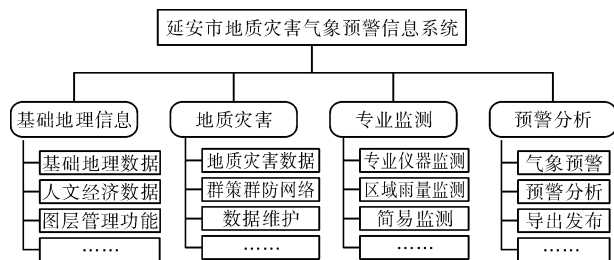 延安市地质灾害气象预警信息系统
基础地理信息
地质灾害
专业监测
预警分析
基础地理数据
人文经济数据
图层管理功能
……
地质灾害数据
群策群防网络
数据维护
……
专业仪器监测
区域雨量监测
简易监测
……
气象预警
预警分析
导出发布
……